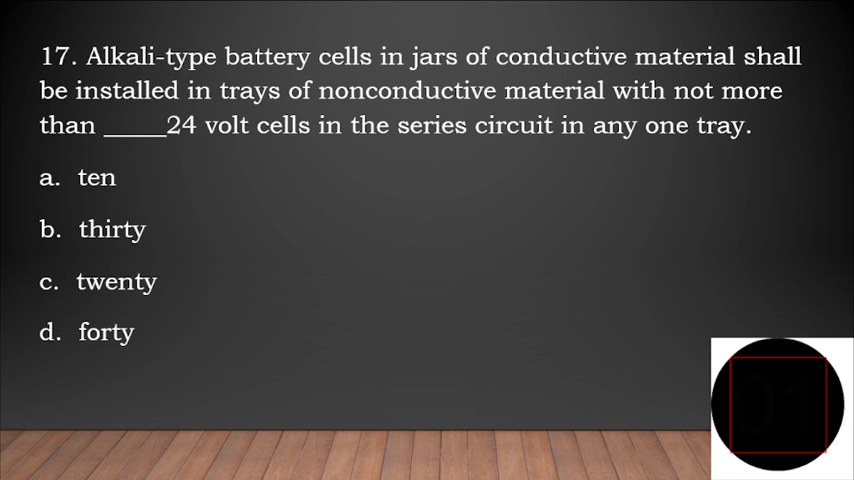 17. Alkali-type battery cells in jars of conductive material shall
be installed in trays of nonconductive material with not more
than _____24 volt cells in the series circuit in any one tray.
a. ten
b. thirty
c. twenty
d. forty
01